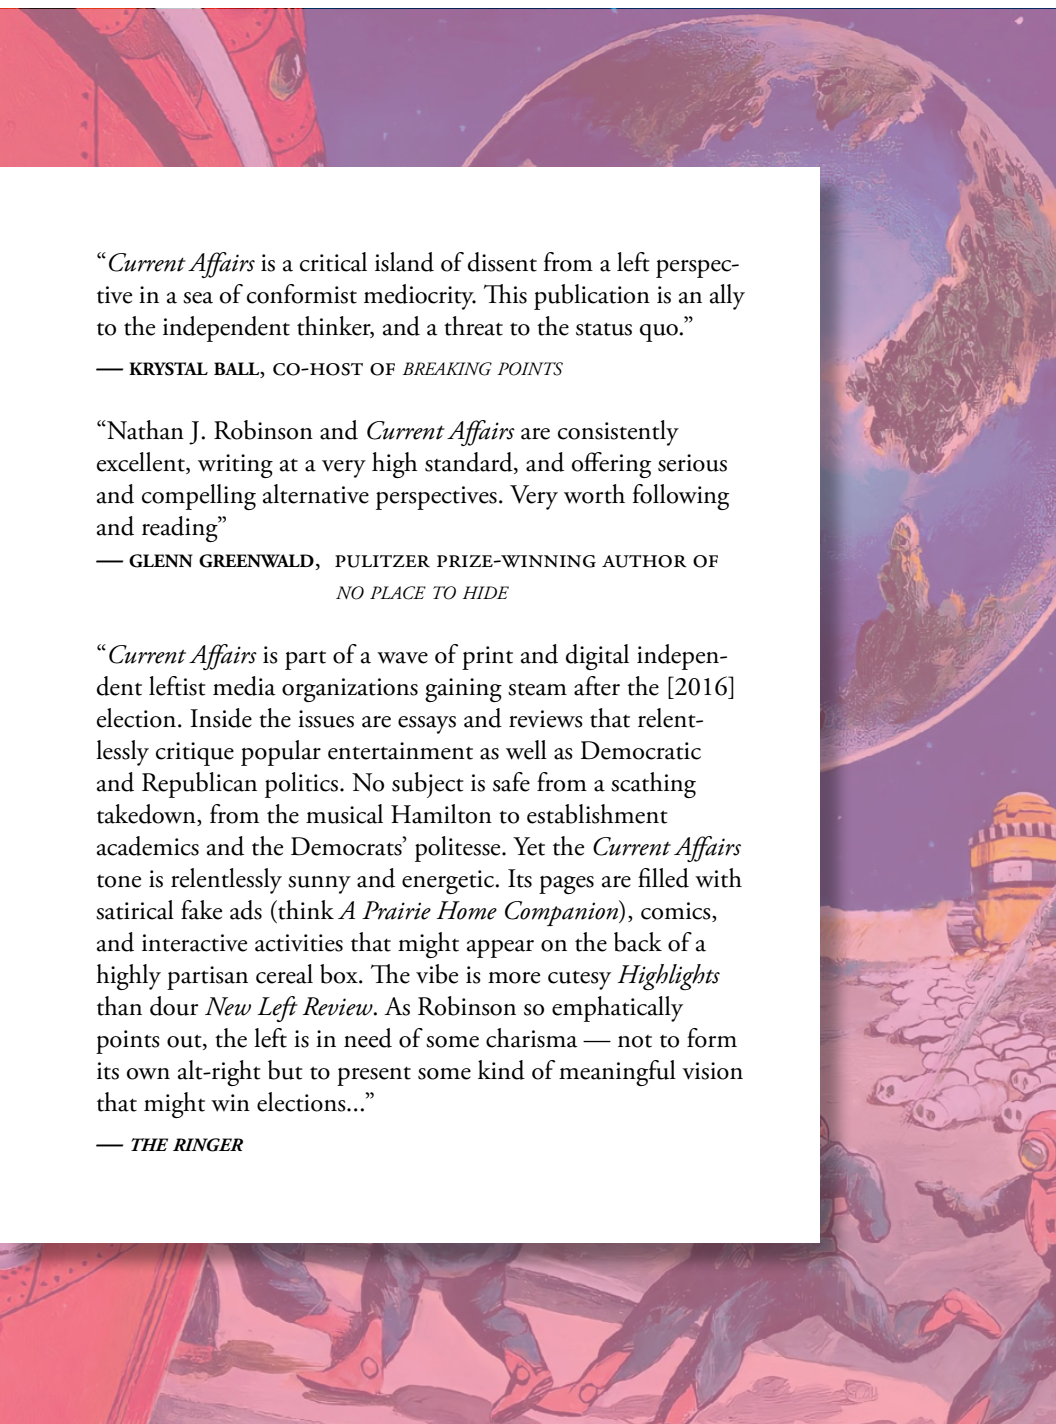 “Current Affairs is a critical island of dissent from a left perspec-
tive in a sea of conformist mediocrity. This publication is an ally
to the independent thinker, and a threat to the status quo.”
— KRYSTAL BALL, CO-HOST OF BREAKING POINTS
“Nathan J. Robinson and Current Affairs are consistently
excellent, writing at a very high standard, and offering serious
and compelling alternative perspectives. Very worth following
and reading”
— GLENN GREENWALD, PULITZER PRIZE-WINNING AUTHOR OF
NO PLACE TO HIDE
“Current Affairs is part of a wave of print and digital indepen-
dent leftist media organizations gaining steam after the [2016]
election. Inside the issues are essays and reviews that relent-
lessly critique popular entertainment as well as Democratic
and Republican politics. No subject is safe from a scathing
takedown, from the musical Hamilton to establishment
academics and the Democrats’ politesse. Yet the Current Affairs
tone is relentlessly sunny and energetic. Its pages are filled with
satirical fake ads (think A Prairie Home Companion), comics,
and interactive activities that might appear on the back of a
highly partisan cereal box. The vibe is more cutesy Highlights
than dour New Left Review. As Robinson so emphatically
points out, the left is in need of some charisma — not to form
its own alt-right but to present some kind of meaningful vision
that might win elections...”
— THE RINGER